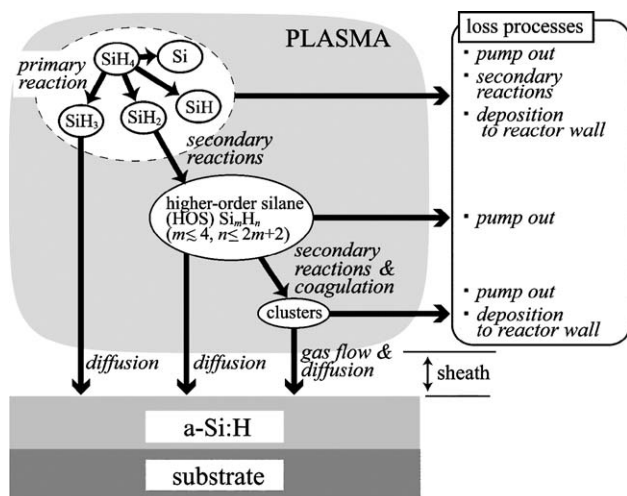 PLASMA
primary
reaction
SiH₄
Si
SiH
SiH₃
SiH₂
secondary
reactions
higher-order silane
(HOS) SiₘHₙ
(m≲ 4, n≤ 2m+2)
secondary
reactions &
coagulation
clusters
diffusion
diffusion
gas flow &
diffusion
sheath
a-Si:H
substrate
loss processes
▪ pump out
▪ secondary
reactions
▪ deposition
to reactor wall
▪ pump out
▪ pump out
▪ deposition
to reactor wall